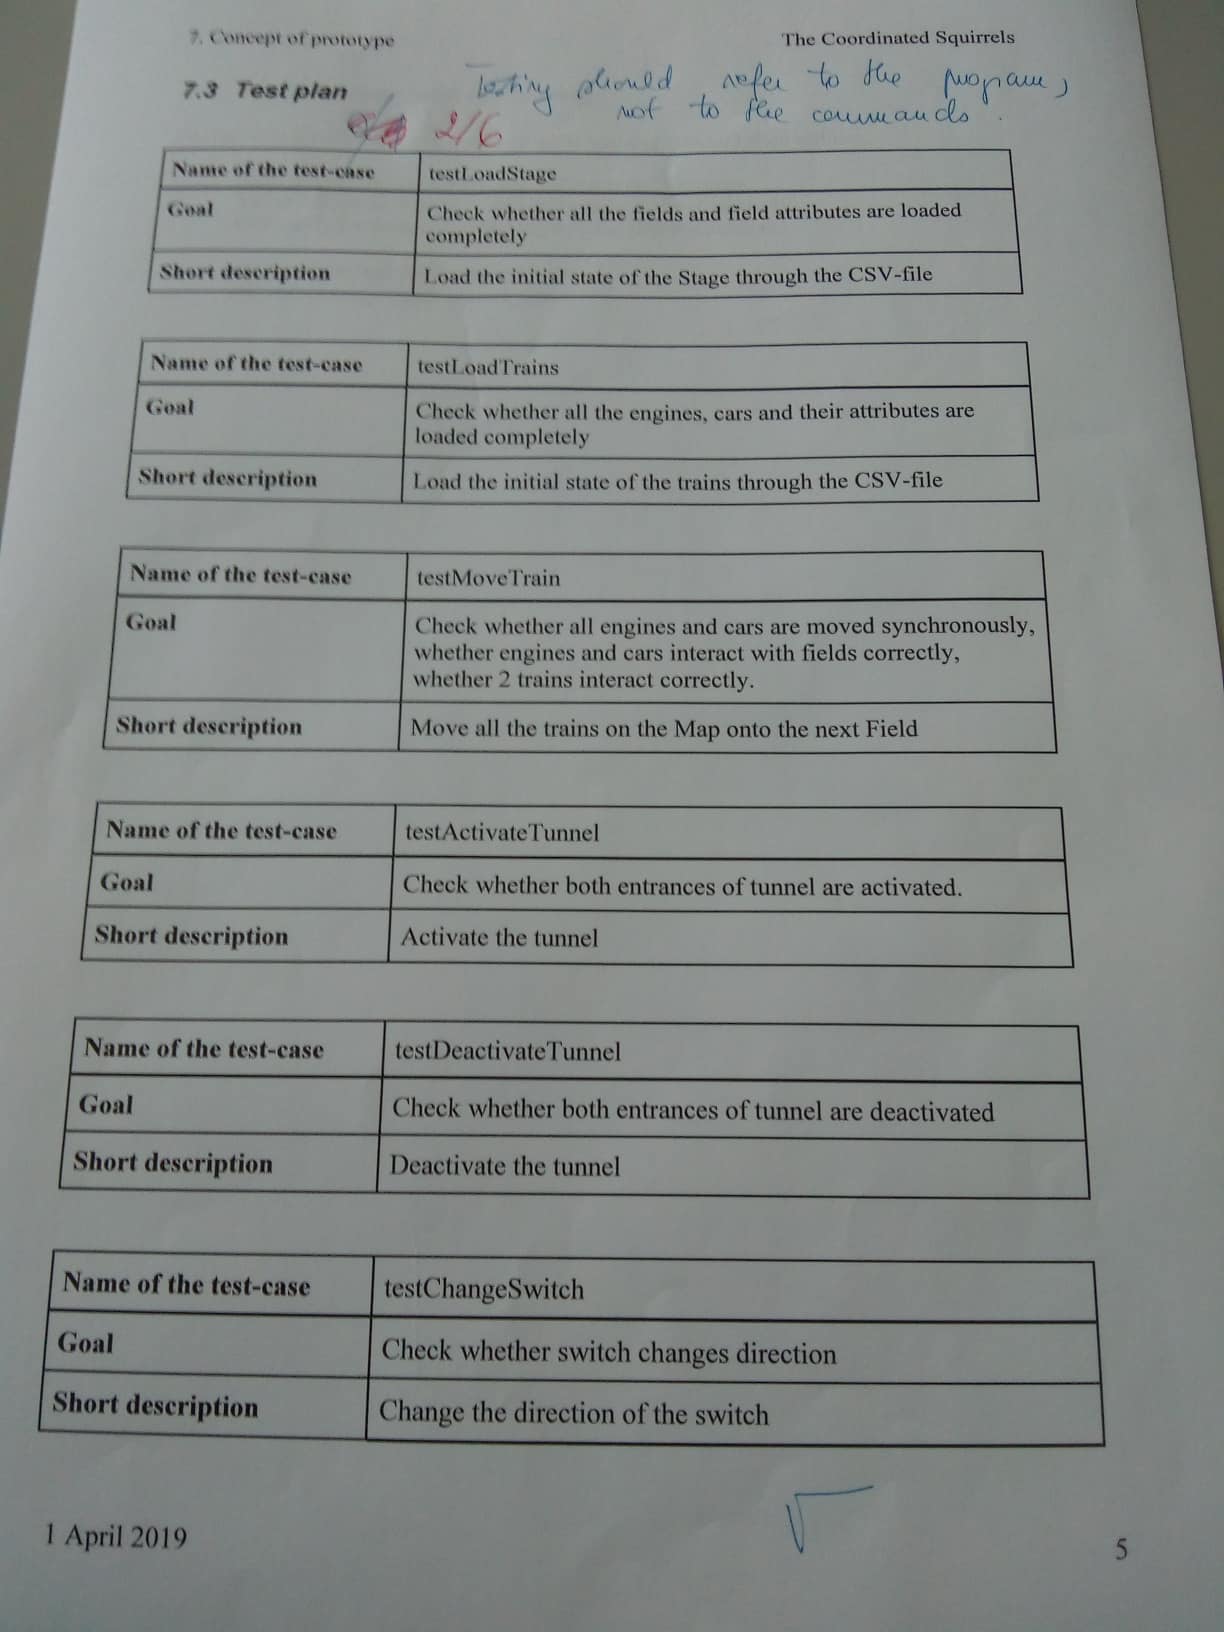 7. Concept of prototype The Coordinated Squirrels
7.3 Test plan
Testing should refer to the program,
not to the commands.
2/6
Name of the test-case testLoadStage
Goal Check whether all the fields and field attributes are loaded
completely
Short description Load the initial state of the Stage through the CSV-file
Name of the test-case testLoadTrains
Goal Check whether all the engines, cars and their attributes are
loaded completely
Short description Load the initial state of the trains through the CSV-file
Name of the test-case testMoveTrain
Goal Check whether all engines and cars are moved synchronously,
whether engines and cars interact with fields correctly,
whether 2 trains interact correctly.
Short description Move all the trains on the Map onto the next Field
Name of the test-case testActivateTunnel
Goal Check whether both entrances of tunnel are activated.
Short description Activate the tunnel
Name of the test-case testDeactivateTunnel
Goal Check whether both entrances of tunnel are deactivated
Short description Deactivate the tunnel
Name of the test-case testChangeSwitch
Goal Check whether switch changes direction
Short description Change the direction of the switch
1 April 2019 5